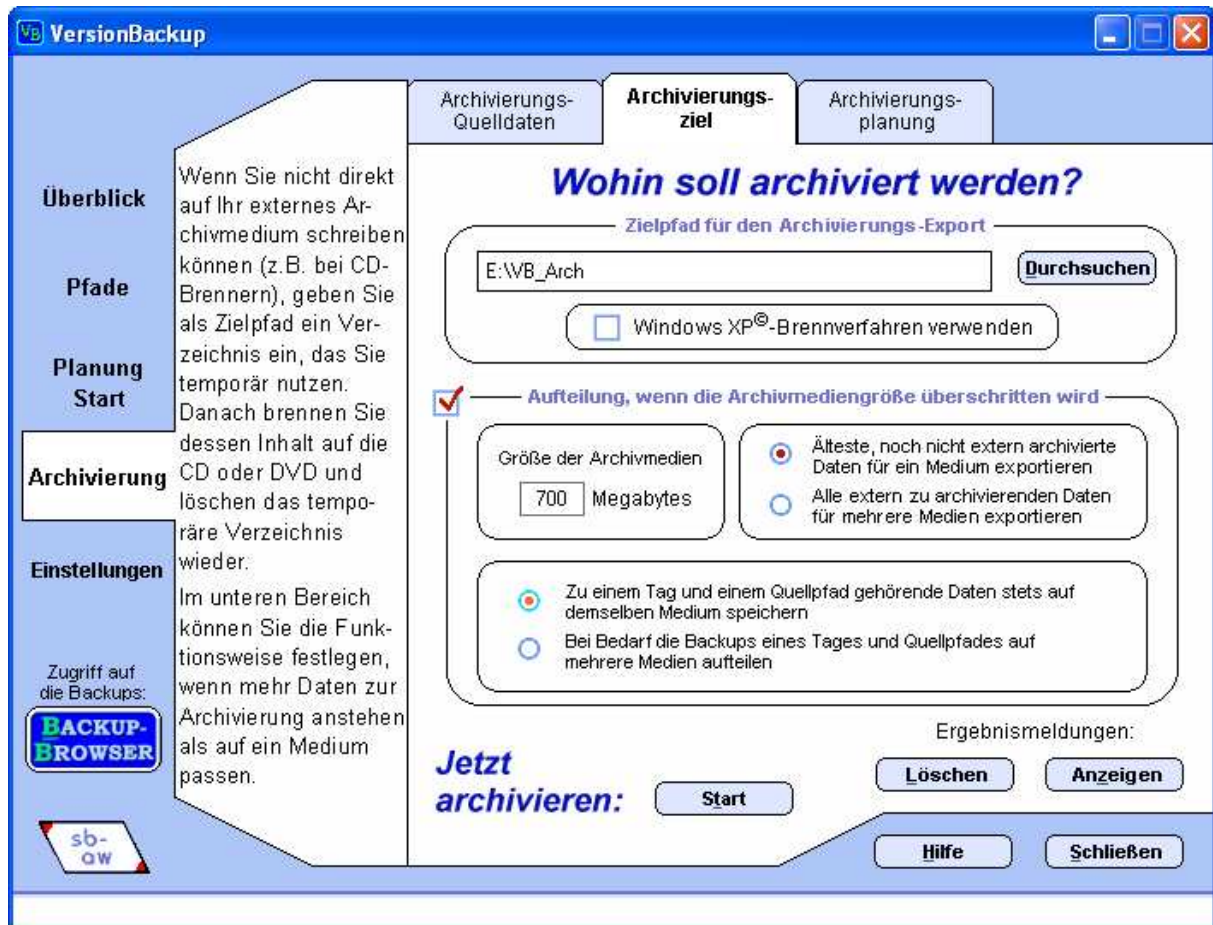 VB VersionBackup
Archivierungs-
Quelldaten
Archivierungs-
ziel
Archivierungs-
planung
Überblick
Pfade
Planung
Start
Archivierung
Einstellungen
Zugriff auf
die Backups:
BACKUP-
BROWSER
sb-
aw
Wenn Sie nicht direkt
auf Ihr externes Ar-
chivmedium schreiben
können (z.B. bei CD-
Brennern), geben Sie
als Zielpfad ein Ver-
zeichnis ein, das Sie
temporär nutzen.
Danach brennen Sie
dessen Inhalt auf die
CD oder DVD und
löschen das tempo-
räre Verzeichnis
wieder.
Im unteren Bereich
können Sie die Funk-
tionsweise festlegen,
wenn mehr Daten zur
Archivierung anstehen
als auf ein Medium
passen.
Wohin soll archiviert werden?
Zielpfad für den Archivierungs-Export
E:\VB_Arch
Durchsuchen
Windows XP©-Brennverfahren verwenden
Aufteilung, wenn die Archivmediengröße überschritten wird
Größe der Archivmedien
700 Megabytes
Älteste, noch nicht extern archivierte
Daten für ein Medium exportieren
Alle extern zu archivierenden Daten
für mehrere Medien exportieren
Zu einem Tag und einem Quellpfad gehörende Daten stets auf
demselben Medium speichern
Bei Bedarf die Backups eines Tages und Quellpfades auf
mehrere Medien aufteilen
Jetzt
archivieren:
Start
Ergebnismeldungen:
Löschen
Anzeigen
Hilfe
Schließen